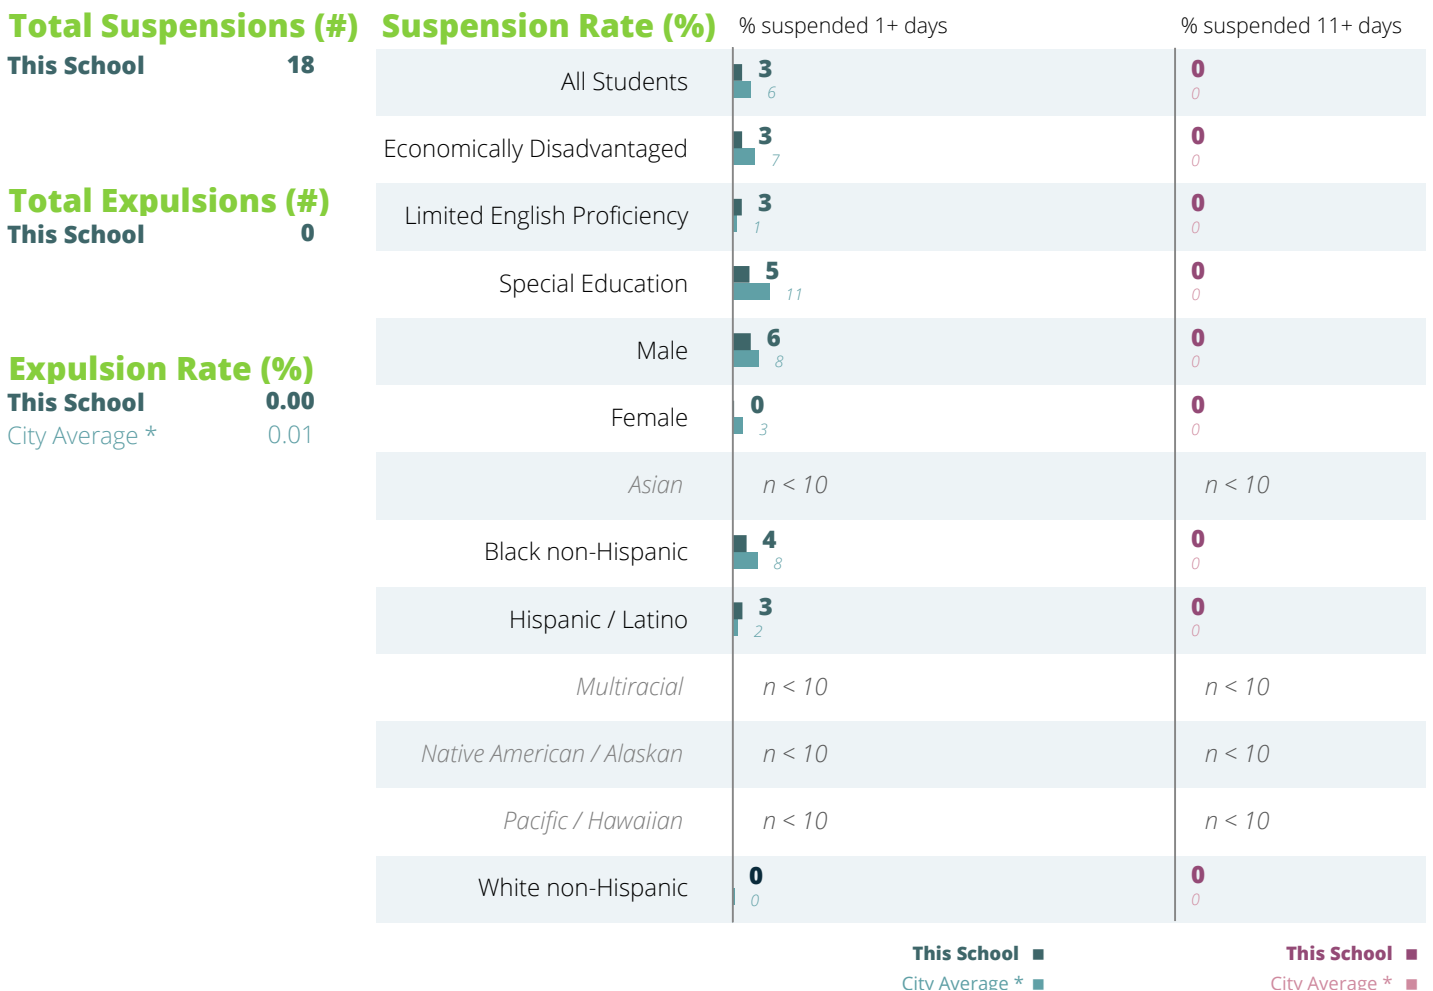 Total Suspensions (#)
This School 18
Total Expulsions (#)
This School 0
Expulsion Rate (%)
This School 0.00
City Average * 0.01
Suspension Rate (%) % suspended 1+ days % suspended 11+ days
All Students 3 0
6 0
Economically Disadvantaged 3 0
7 0
Limited English Proficiency 3 0
1 0
Special Education 5 0
11 0
Male 6 0
8 0
Female 0 0
3 0
Asian n < 10 n < 10
Black non-Hispanic 4 0
8 0
Hispanic / Latino 3 0
2 0
Multiracial n < 10 n < 10
Native American / Alaskan n < 10 n < 10
Pacific / Hawaiian n < 10 n < 10
White non-Hispanic 0 0
0 0
This School This School
City Average * City Average *